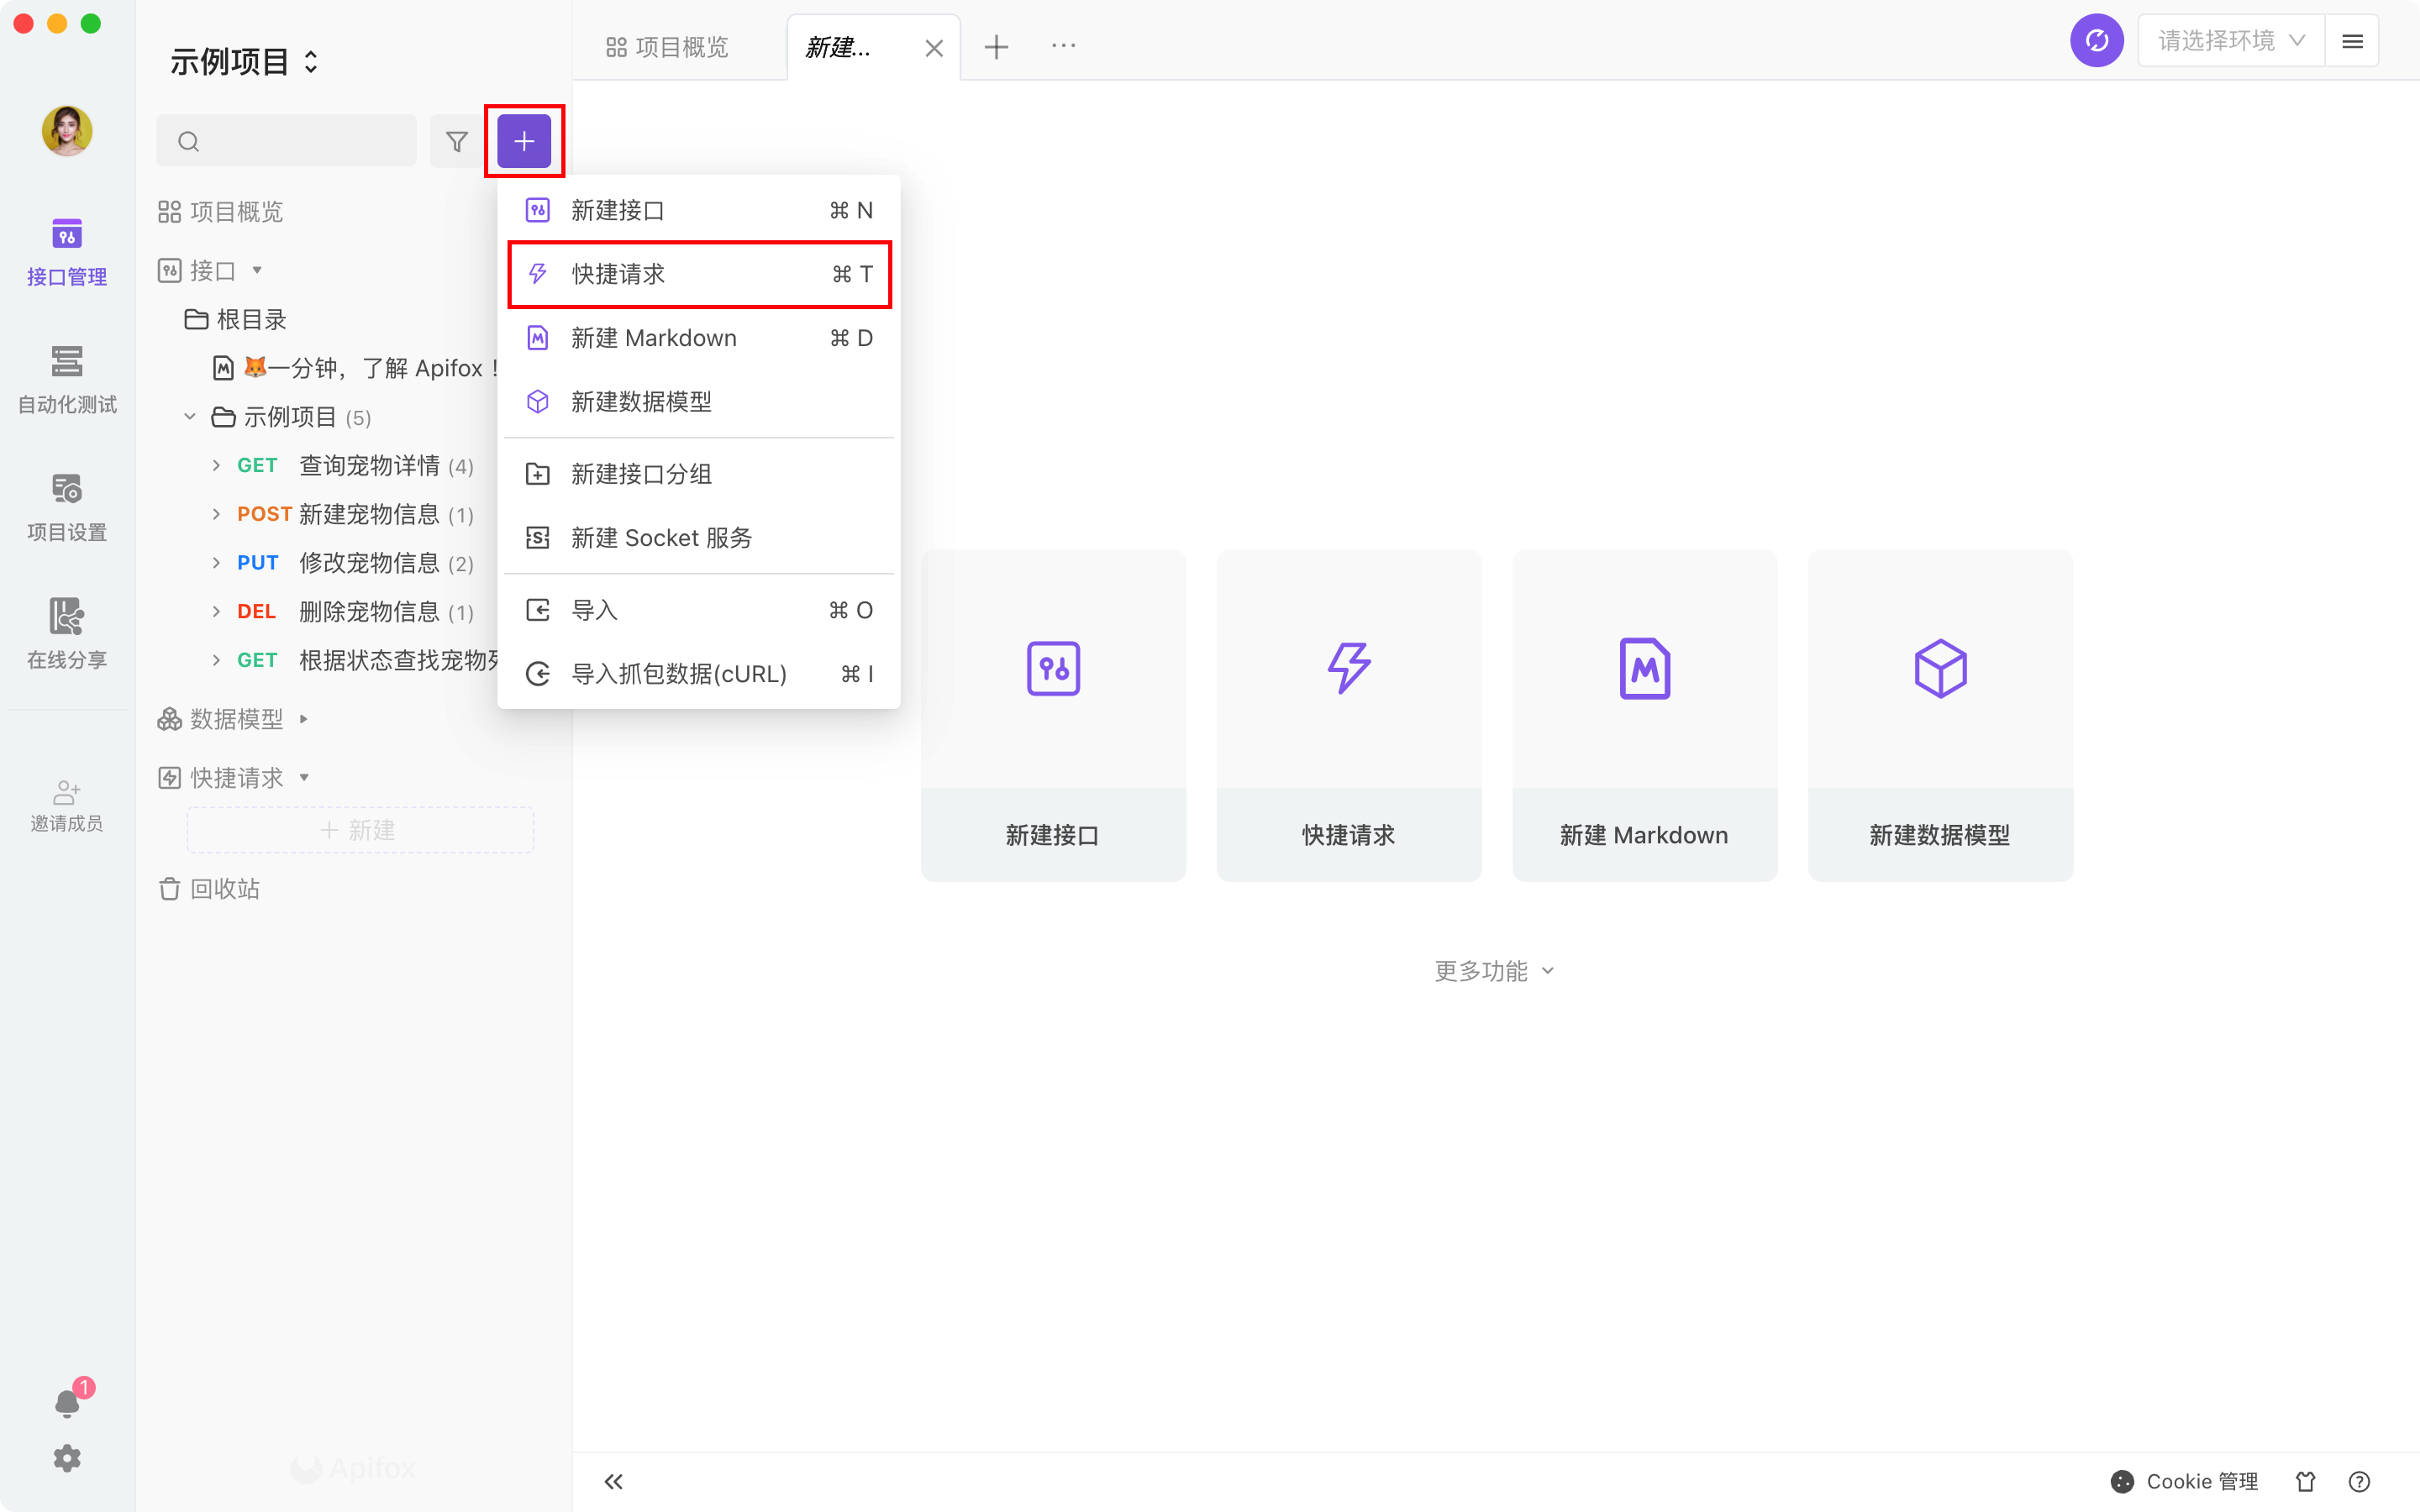 示例项目
项目概览
新建...
请选择环境
接口管理
自动化测试
项目设置
在线分享
邀请成员
1
项目概览
接口
根目录
🦊一分钟，了解 Apifox！
示例项目 (5)
GET 查询宠物详情 (4)
POST 新建宠物信息 (1)
PUT 修改宠物信息 (2)
DEL 删除宠物信息 (1)
GET 根据状态查找宠物
数据模型
快捷请求
+ 新建
回收站
Apifox
新建接口 ⌘ N
快捷请求 ⌘ T
新建 Markdown ⌘ D
新建数据模型
新建接口分组
新建 Socket 服务
导入 ⌘ O
导入抓包数据(cURL) ⌘ I
新建接口
快捷请求
新建 Markdown
新建数据模型
更多功能
Cookie 管理